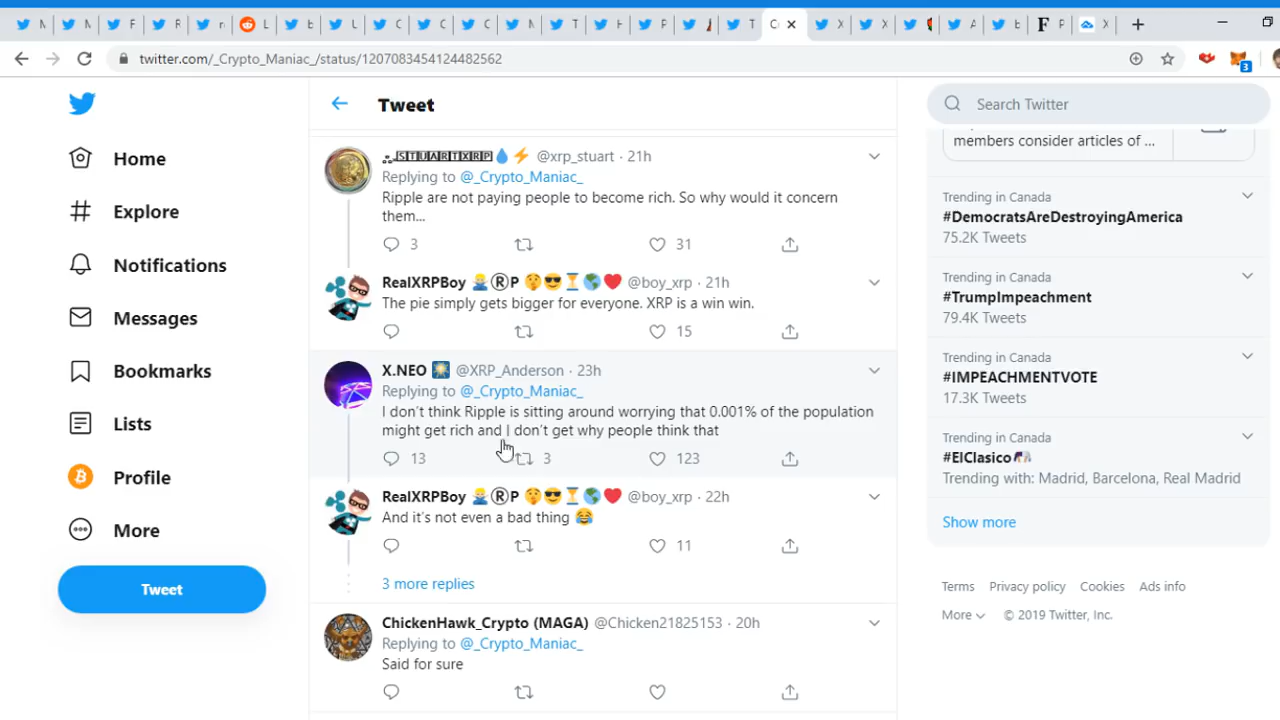 N
N
F
F
n
L
b
L
C
C
C
N
T
H
P
J
T
C
X
X
A
b
P
X
twitter.com/_Crypto_Maniac_/status/1207083454124482562
3
Home
Explore
Notifications
Messages
Bookmarks
Lists
Profile
More
Tweet
Tweet
🅂🅃🅄🄰🅁🅃🅇🅁🄿💧⚡ @xrp_stuart · 21h
Replying to @_Crypto_Maniac_
Ripple are not paying people to become rich. So why would it concern
them...
3 31
RealXRPBoy 🤱ⓇP 🤫😎⏳🌎❤️ @boy_xrp · 21h
The pie simply gets bigger for everyone. XRP is a win win.
15
X.NEO @XRP_Anderson · 23h
Replying to @_Crypto_Maniac_
I don't think Ripple is sitting around worrying that 0.001% of the population
might get rich and I don't get why people think that
13 3 123
RealXRPBoy ⓇP 🤫😎⏳🌎❤️ @boy_xrp · 22h
And it's not even a bad thing 😂
11
3 more replies
ChickenHawk_Crypto (MAGA) @Chicken21825153 · 20h
Replying to @_Crypto_Maniac_
Said for sure
Search Twitter
members consider articles of ...
Trending in Canada
#DemocratsAreDestroyingAmerica
75.2K Tweets
Trending in Canada
#TrumpImpeachment
79.4K Tweets
Trending in Canada
#IMPEACHMENTVOTE
17.3K Tweets
Trending in Canada
#ElClasico
Trending with: Madrid, Barcelona, Real Madrid
Show more
Terms Privacy policy Cookies Ads info
More © 2019 Twitter, Inc.